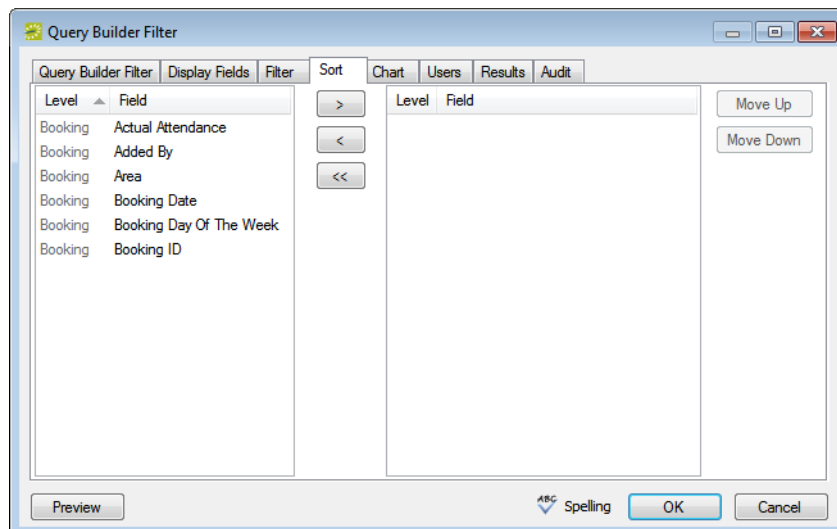 Query Builder Filter
Query Builder Filter Display Fields Filter Sort Chart Users Results Audit
Level Field
Booking Actual Attendance
Booking Added By
Booking Area
Booking Booking Date
Booking Booking Day Of The Week
Booking Booking ID
>
<
<<
Level Field
Move Up
Move Down
Preview
ABC Spelling
OK
Cancel